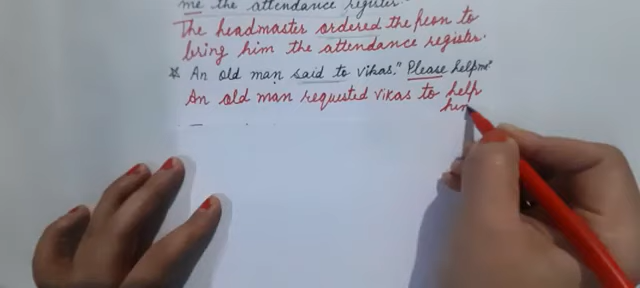 me the attendance register.
The headmaster ordered the peon to
bring him the attendance register.
* An old man said to vikas." Please help me"
An old man requested vikas to help
him